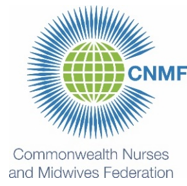 CNMF
Commonwealth Nurses
and Midwives Federation